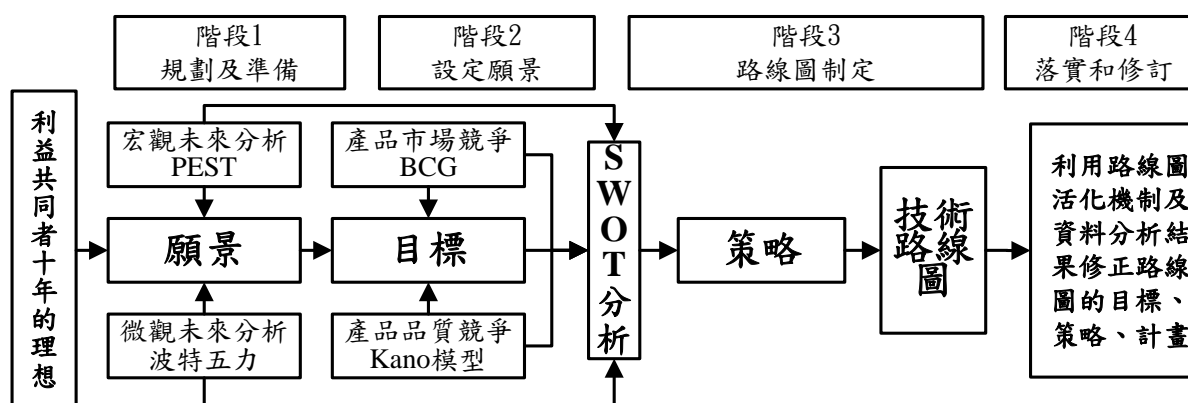 階段1
規劃及準備
階段2
設定願景
階段3
路線圖制定
階段4
落實和修訂
利益共同者十年的理想
宏觀未來分析
PEST
願景
微觀未來分析
波特五力
產品市場競爭
BCG
目標
產品品質競爭
Kano模型
SWOT分析
策略
技術
路線
圖
利用路線圖
活化機制及
資料分析結
果修正路線
圖的目標、
策略、計畫